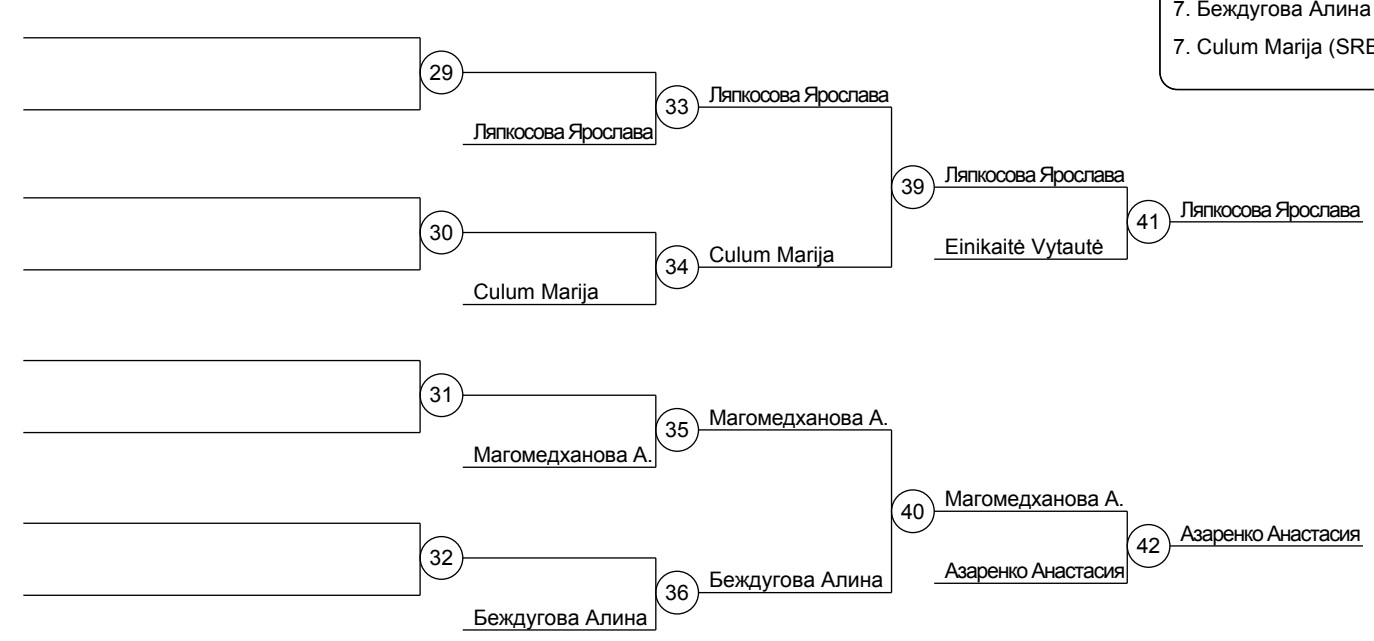 7. Беждугова Алина
7. Culum Marija
29
33
Ляпкосова Ярослава
Ляпкосова Ярослава
39
Ляпкосова Ярослава
41
Ляпкосова Ярослава
Einikaitė Vytautė
30
34
Culum Marija
Culum Marija
31
35
Магомедханова А.
Магомедханова А.
40
Магомедханова А.
42
Азаренко Анастасия
Азаренко Анастасия
32
36
Беждугова Алина
Беждугова Алина